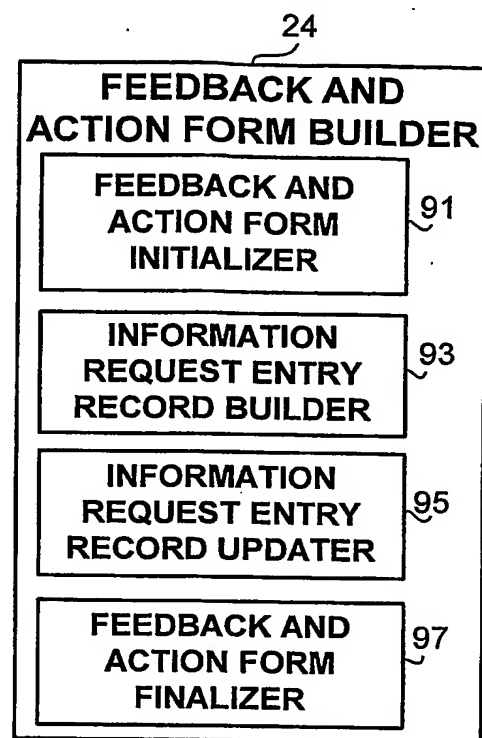 24
FEEDBACK AND
ACTION FORM BUILDER
FEEDBACK AND
ACTION FORM
INITIALIZER
91
INFORMATION
REQUEST ENTRY
RECORD BUILDER
93
INFORMATION
REQUEST ENTRY
RECORD UPDATER
95
FEEDBACK AND
ACTION FORM
FINALIZER
97